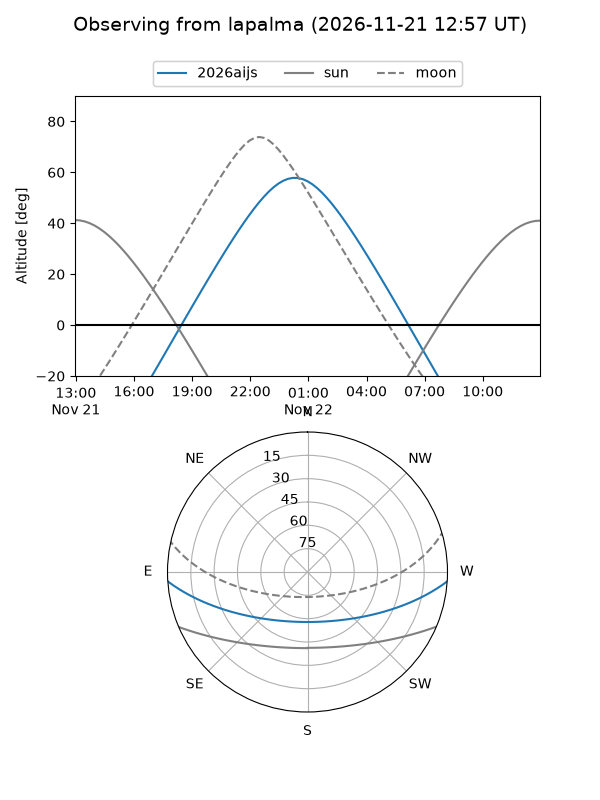 Observing from lapalma (2026-11-21 12:57 UT)
2026aijs sun moon
80
60
40
20
0
−20
Altitude [deg]
13:00 16:00 19:00 22:00 01:00 04:00 07:00 10:00
Nov 21 Nov 22
N
NE NW
15
30
45
60
75
E W
SE SW
S